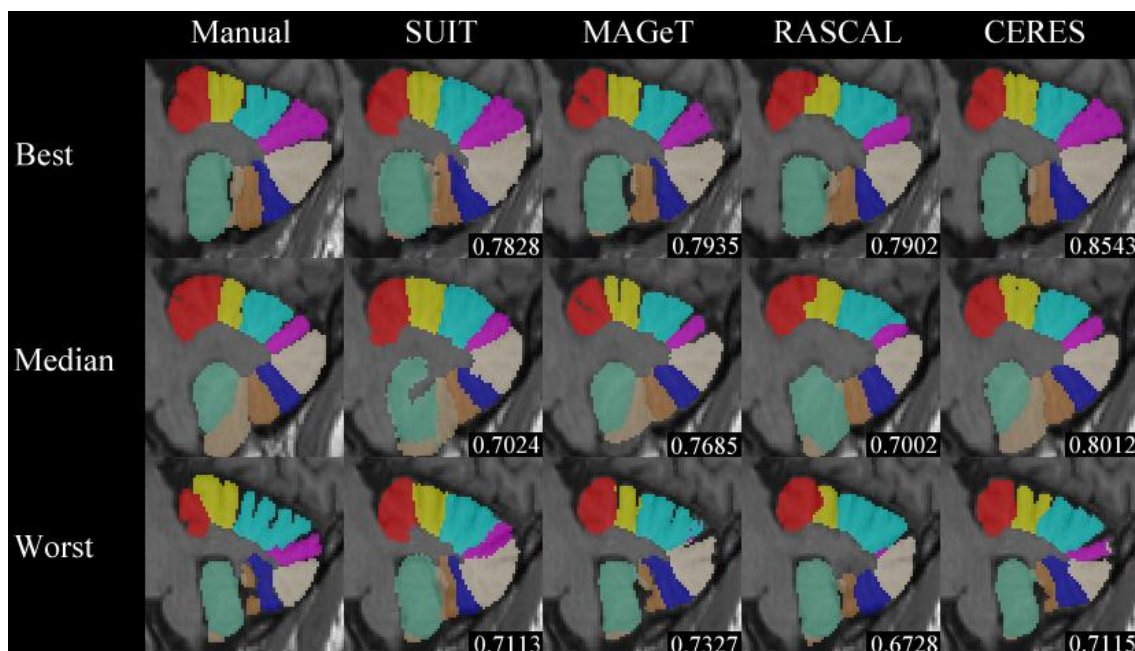 Manual SUIT MAGeT RASCAL CERES
Best
0.7828 0.7935 0.7902 0.8543
Median
0.7024 0.7685 0.7002 0.8012
Worst
0.7113 0.7327 0.6728 0.7115